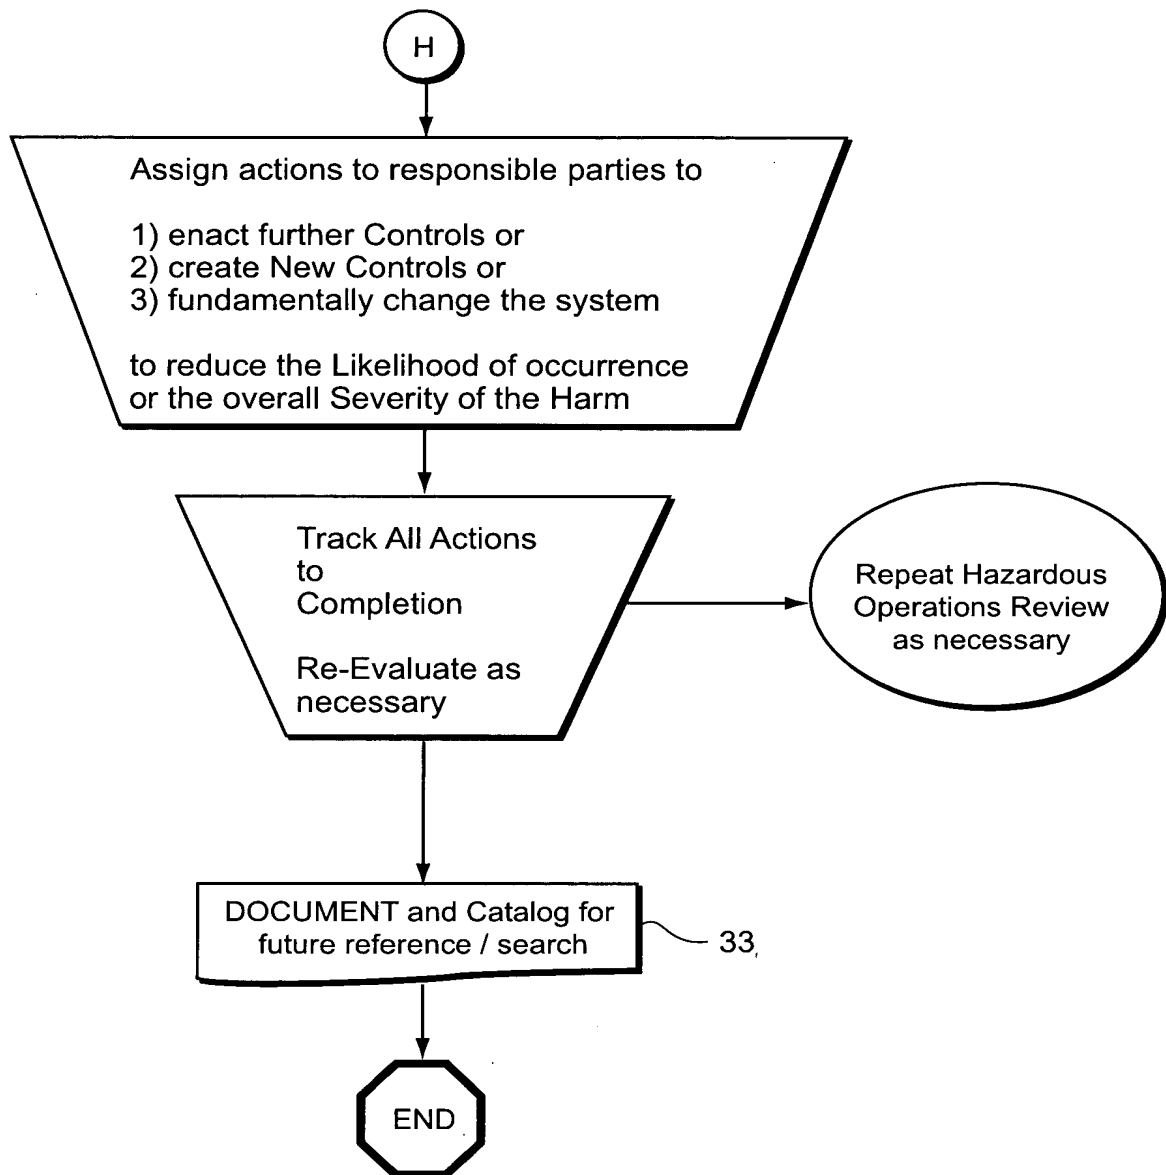 H
Assign actions to responsible parties to
1) enact further Controls or
2) create New Controls or
3) fundamentally change the system
to reduce the Likelihood of occurrence
or the overall Severity of the Harm
Track All Actions
to
Completion
Re-Evaluate as
necessary
Repeat Hazardous
Operations Review
as necessary
DOCUMENT and Catalog for
future reference / search
33
END